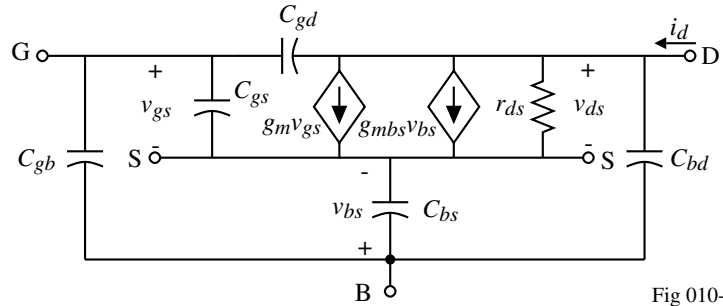 C_gd
i_d
G
D
+
+
v_gs
C_gs
g_m v_gs
g_mbs v_bs
r_ds
v_ds
C_gb
S
-
-
S
C_bd
-
v_bs
C_bs
+
B
Fig 010-